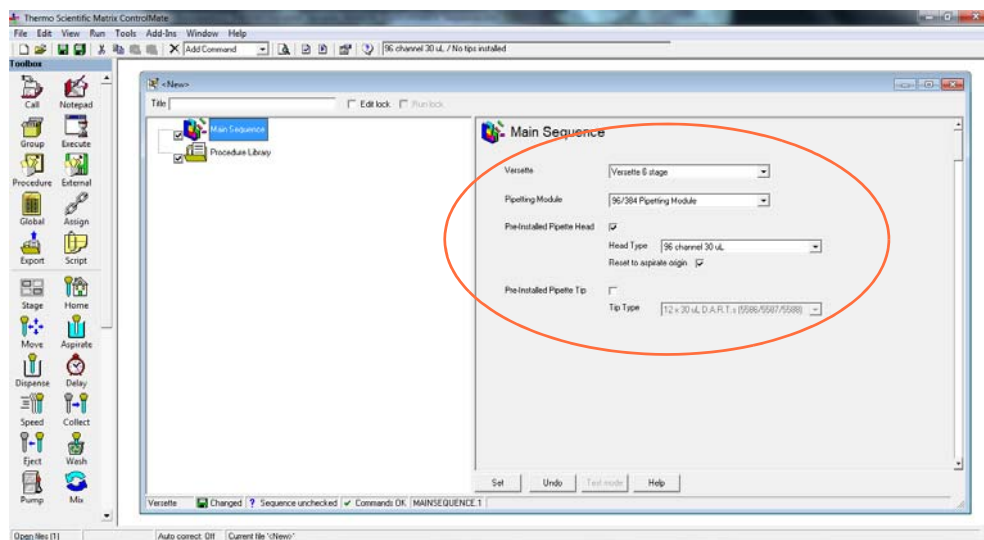 Thermo Scientific Matrix ControlMate
File Edit View Run Tools Add-Ins Window Help
Add Command 96 channel 30 uL / No tips installed
Toolbox
Call Notepad
Group Execute
Procedure External
Global Assign
Export Script
Stage Home
Move Aspirate
Dispense Delay
Speed Collect
Eject Wash
Pump Mix
<New>
Title Edit lock Run lock
Main Sequence
Procedure Library
Main Sequence
Versette Versette 6 stage
Pipetting Module 96/384 Pipetting Module
Pre-Installed Pipette Head
Head Type 96 channel 30 uL
Reset to aspirate origin
Pre-Installed Pipette Tip
Tip Type 12 x 30 uL D.A.R.T.s (5586/5587/5588)
Set Undo Text mode Help
Versette Changed ? Sequence unchecked Commands OK MAINSEQUENCE.1
Open files [1] Auto correct: Off Current file '<New>'